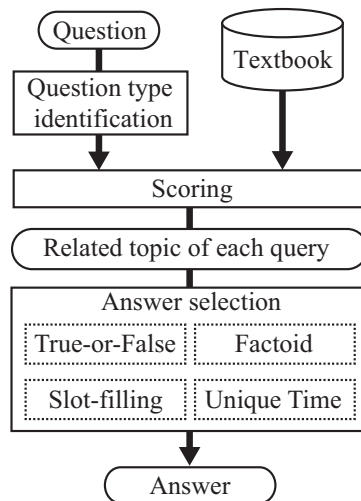 Question
Textbook
Question type
identification
Scoring
Related topic of each query
Answer selection
True-or-False
Factoid
Slot-filling
Unique Time
Answer